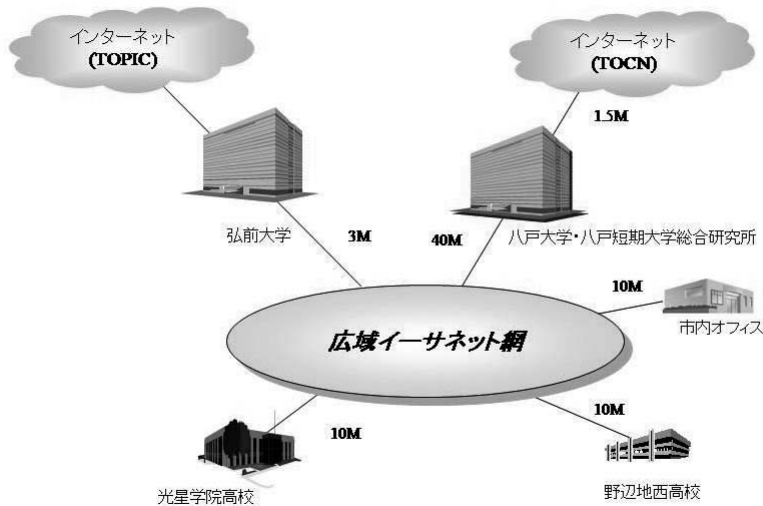 インターネット
(TOPIC)
インターネット
(TOCN)
1.5M
弘前大学
3M
40M
八戸大学・八戸短期大学総合研究所
10M
市内オフィス
広域イーサネット網
10M
10M
光星学院高校
野辺地西高校